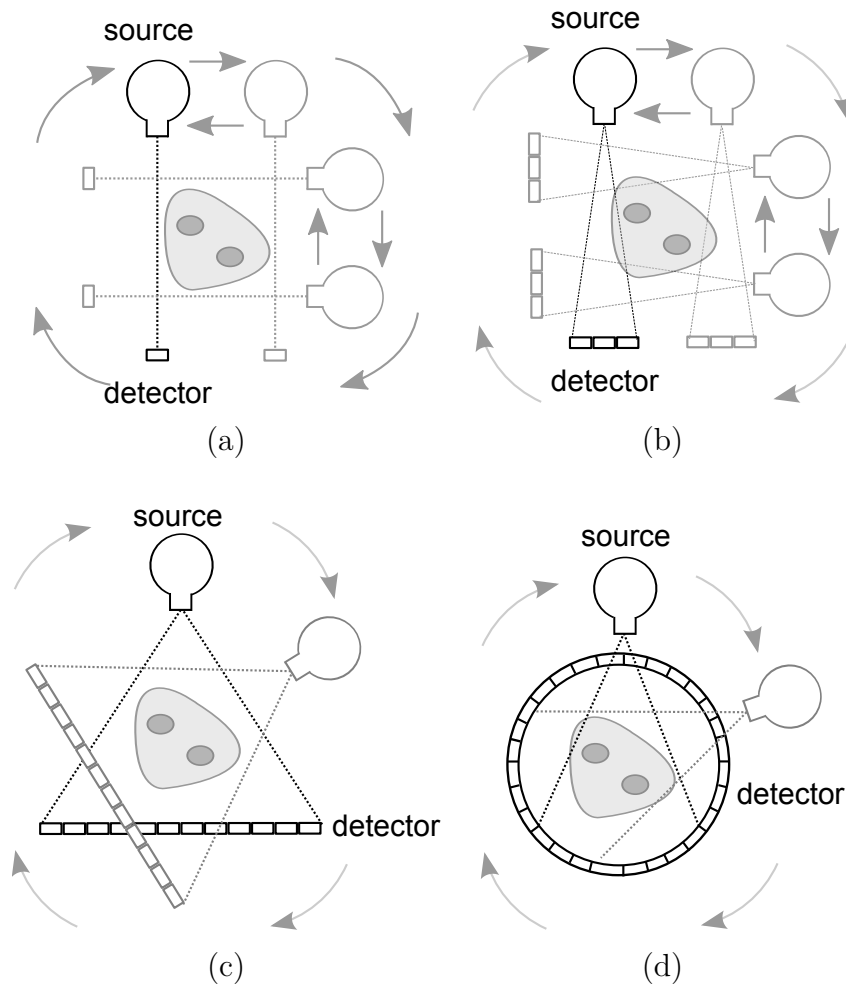 source
source
detector
detector
(a)
(b)
source
source
detector
detector
(c)
(d)